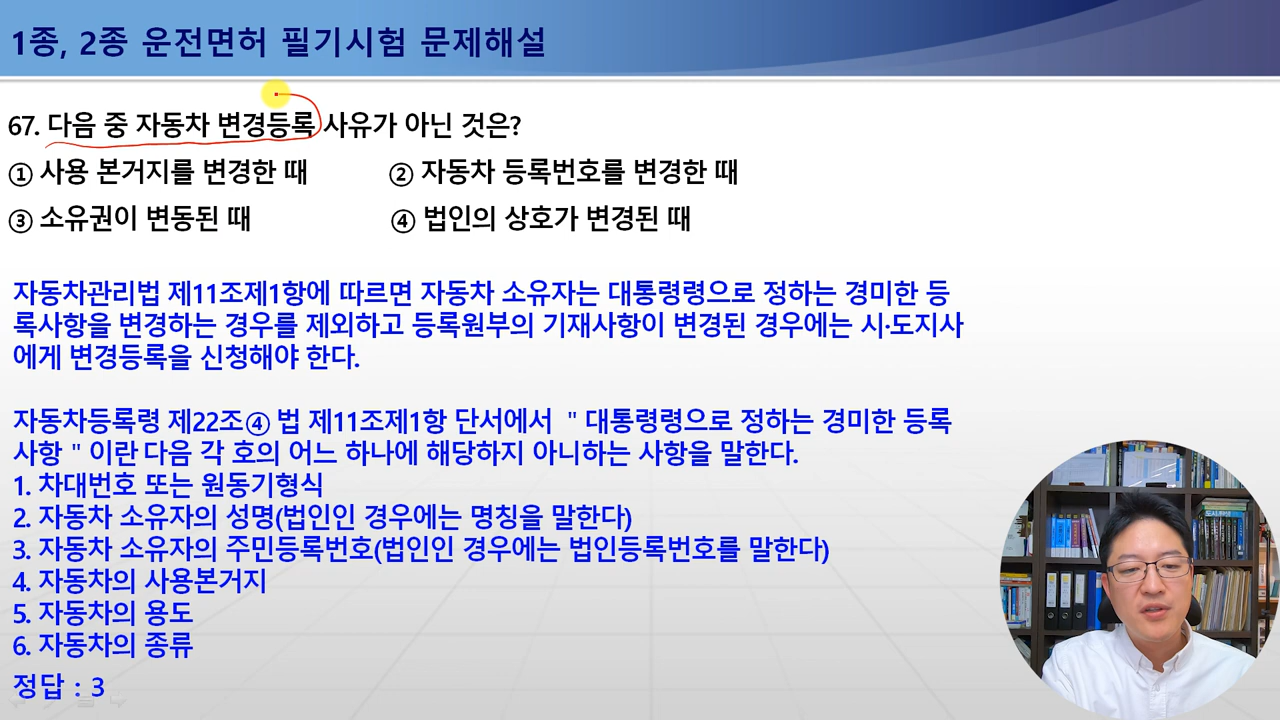 1종, 2종 운전면허 필기시험 문제해설
67. 다음 중 자동차 변경등록 사유가 아닌 것은?
① 사용 본거지를 변경한 때 ② 자동차 등록번호를 변경한 때
③ 소유권이 변동된 때 ④ 법인의 상호가 변경된 때
자동차관리법 제11조제1항에 따르면 자동차 소유자는 대통령령으로 정하는 경미한 등
록사항을 변경하는 경우를 제외하고 등록원부의 기재사항이 변경된 경우에는 시·도지사
에게 변경등록을 신청해야 한다.
자동차등록령 제22조④ 법 제11조제1항 단서에서 " 대통령령으로 정하는 경미한 등록
사항 " 이란 다음 각 호의 어느 하나에 해당하지 아니하는 사항을 말한다.
1. 차대번호 또는 원동기형식
2. 자동차 소유자의 성명(법인인 경우에는 명칭을 말한다)
3. 자동차 소유자의 주민등록번호(법인인 경우에는 법인등록번호를 말한다)
4. 자동차의 사용본거지
5. 자동차의 용도
6. 자동차의 종류
정답 : 3